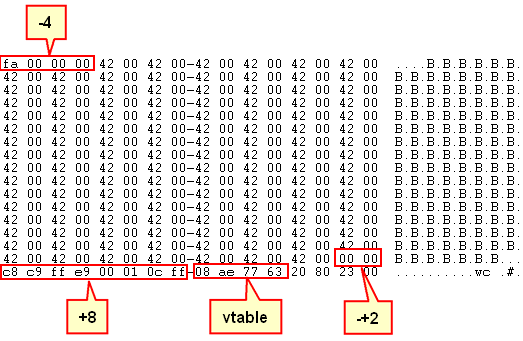 -4
fa 00 00 00 42 00 42 00-42 00 42 00 42 00 42 00 ....B.B.B.B.B.B.
42 00 42 00 42 00 42 00-42 00 42 00 42 00 42 00 B.B.B.B.B.B.B.B.
42 00 42 00 42 00 42 00-42 00 42 00 42 00 42 00 B.B.B.B.B.B.B.B.
42 00 42 00 42 00 42 00-42 00 42 00 42 00 42 00 B.B.B.B.B.B.B.B.
42 00 42 00 42 00 42 00-42 00 42 00 42 00 42 00 B.B.B.B.B.B.B.B.
42 00 42 00 42 00 42 00-42 00 42 00 42 00 42 00 B.B.B.B.B.B.B.B.
42 00 42 00 42 00 42 00-42 00 42 00 42 00 42 00 B.B.B.B.B.B.B.B.
42 00 42 00 42 00 42 00-42 00 42 00 42 00 42 00 B.B.B.B.B.B.B.B.
42 00 42 00 42 00 42 00-42 00 42 00 42 00 42 00 B.B.B.B.B.B.B.B.
42 00 42 00 42 00 42 00-42 00 42 00 42 00 42 00 B.B.B.B.B.B.B.B.
42 00 42 00 42 00 42 00-42 00 42 00 42 00 42 00 B.B.B.B.B.B.B.B.
42 00 42 00 42 00 42 00-42 00 42 00 42 00 42 00 B.B.B.B.B.B.B.B.
42 00 42 00 42 00 42 00-42 00 42 00 42 00 42 00 B.B.B.B.B.B.B.B.
42 00 42 00 42 00 42 00-42 00 42 00 42 00 42 00 B.B.B.B.B.B.B.B.
42 00 42 00 42 00 42 00-42 00 42 00 42 00 42 00 B.B.B.B.B.B.B.B.
42 00 42 00 42 00 42 00-42 00 42 00 42 00 00 00 B.B.B.B.B.B.B...
c8 c9 ff e9 00 01 0c ff-08 ae 77 63 20 80 23 00 ..........wc .#.
+8
vtable
-+2